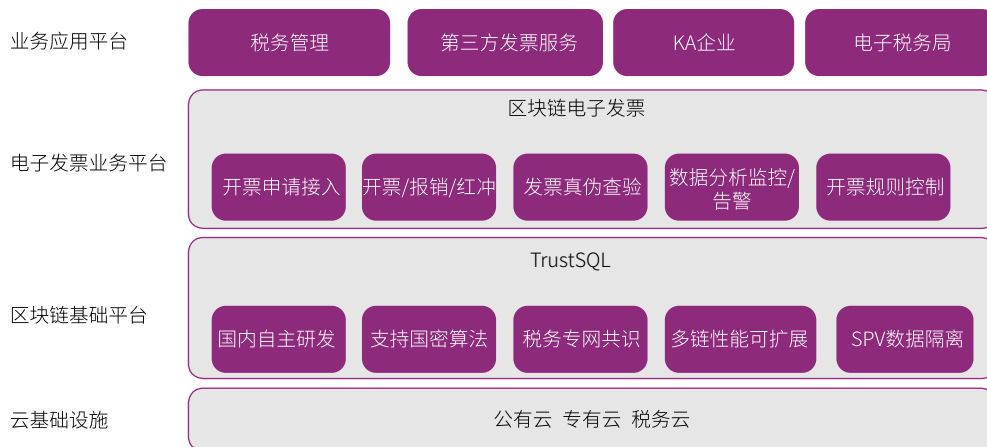 业务应用平台
税务管理
第三方发票服务
KA企业
电子税务局
区块链电子发票
电子发票业务平台
开票申请接入
开票/报销/红冲
发票真伪查验
数据分析监控/
告警
开票规则控制
TrustSQL
区块链基础平台
国内自主研发
支持国密算法
税务专网共识
多链性能可扩展
SPV数据隔离
云基础设施
公有云 专有云 税务云